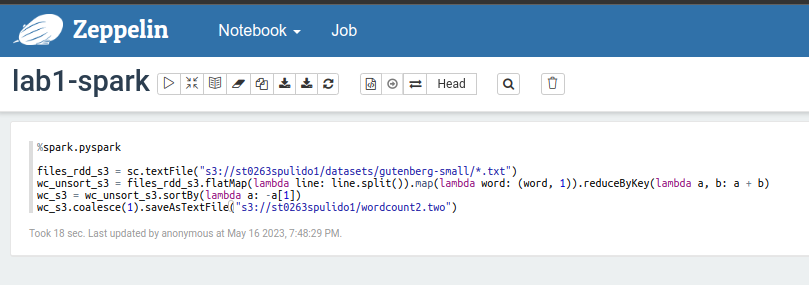 Zeppelin Notebook Job
lab1-spark Head
%spark.pyspark
files_rdd_s3 = sc.textFile("s3://st0263spulido1/datasets/gutenberg-small/*.txt")
wc_unsort_s3 = files_rdd_s3.flatMap(lambda line: line.split()).map(lambda word: (word, 1)).reduceByKey(lambda a, b: a + b)
wc_s3 = wc_unsort_s3.sortBy(lambda a: -a[1])
wc_s3.coalesce(1).saveAsTextFile("s3://st0263spulido1/wordcount2.two")
Took 18 sec. Last updated by anonymous at May 16 2023, 7:48:29 PM.